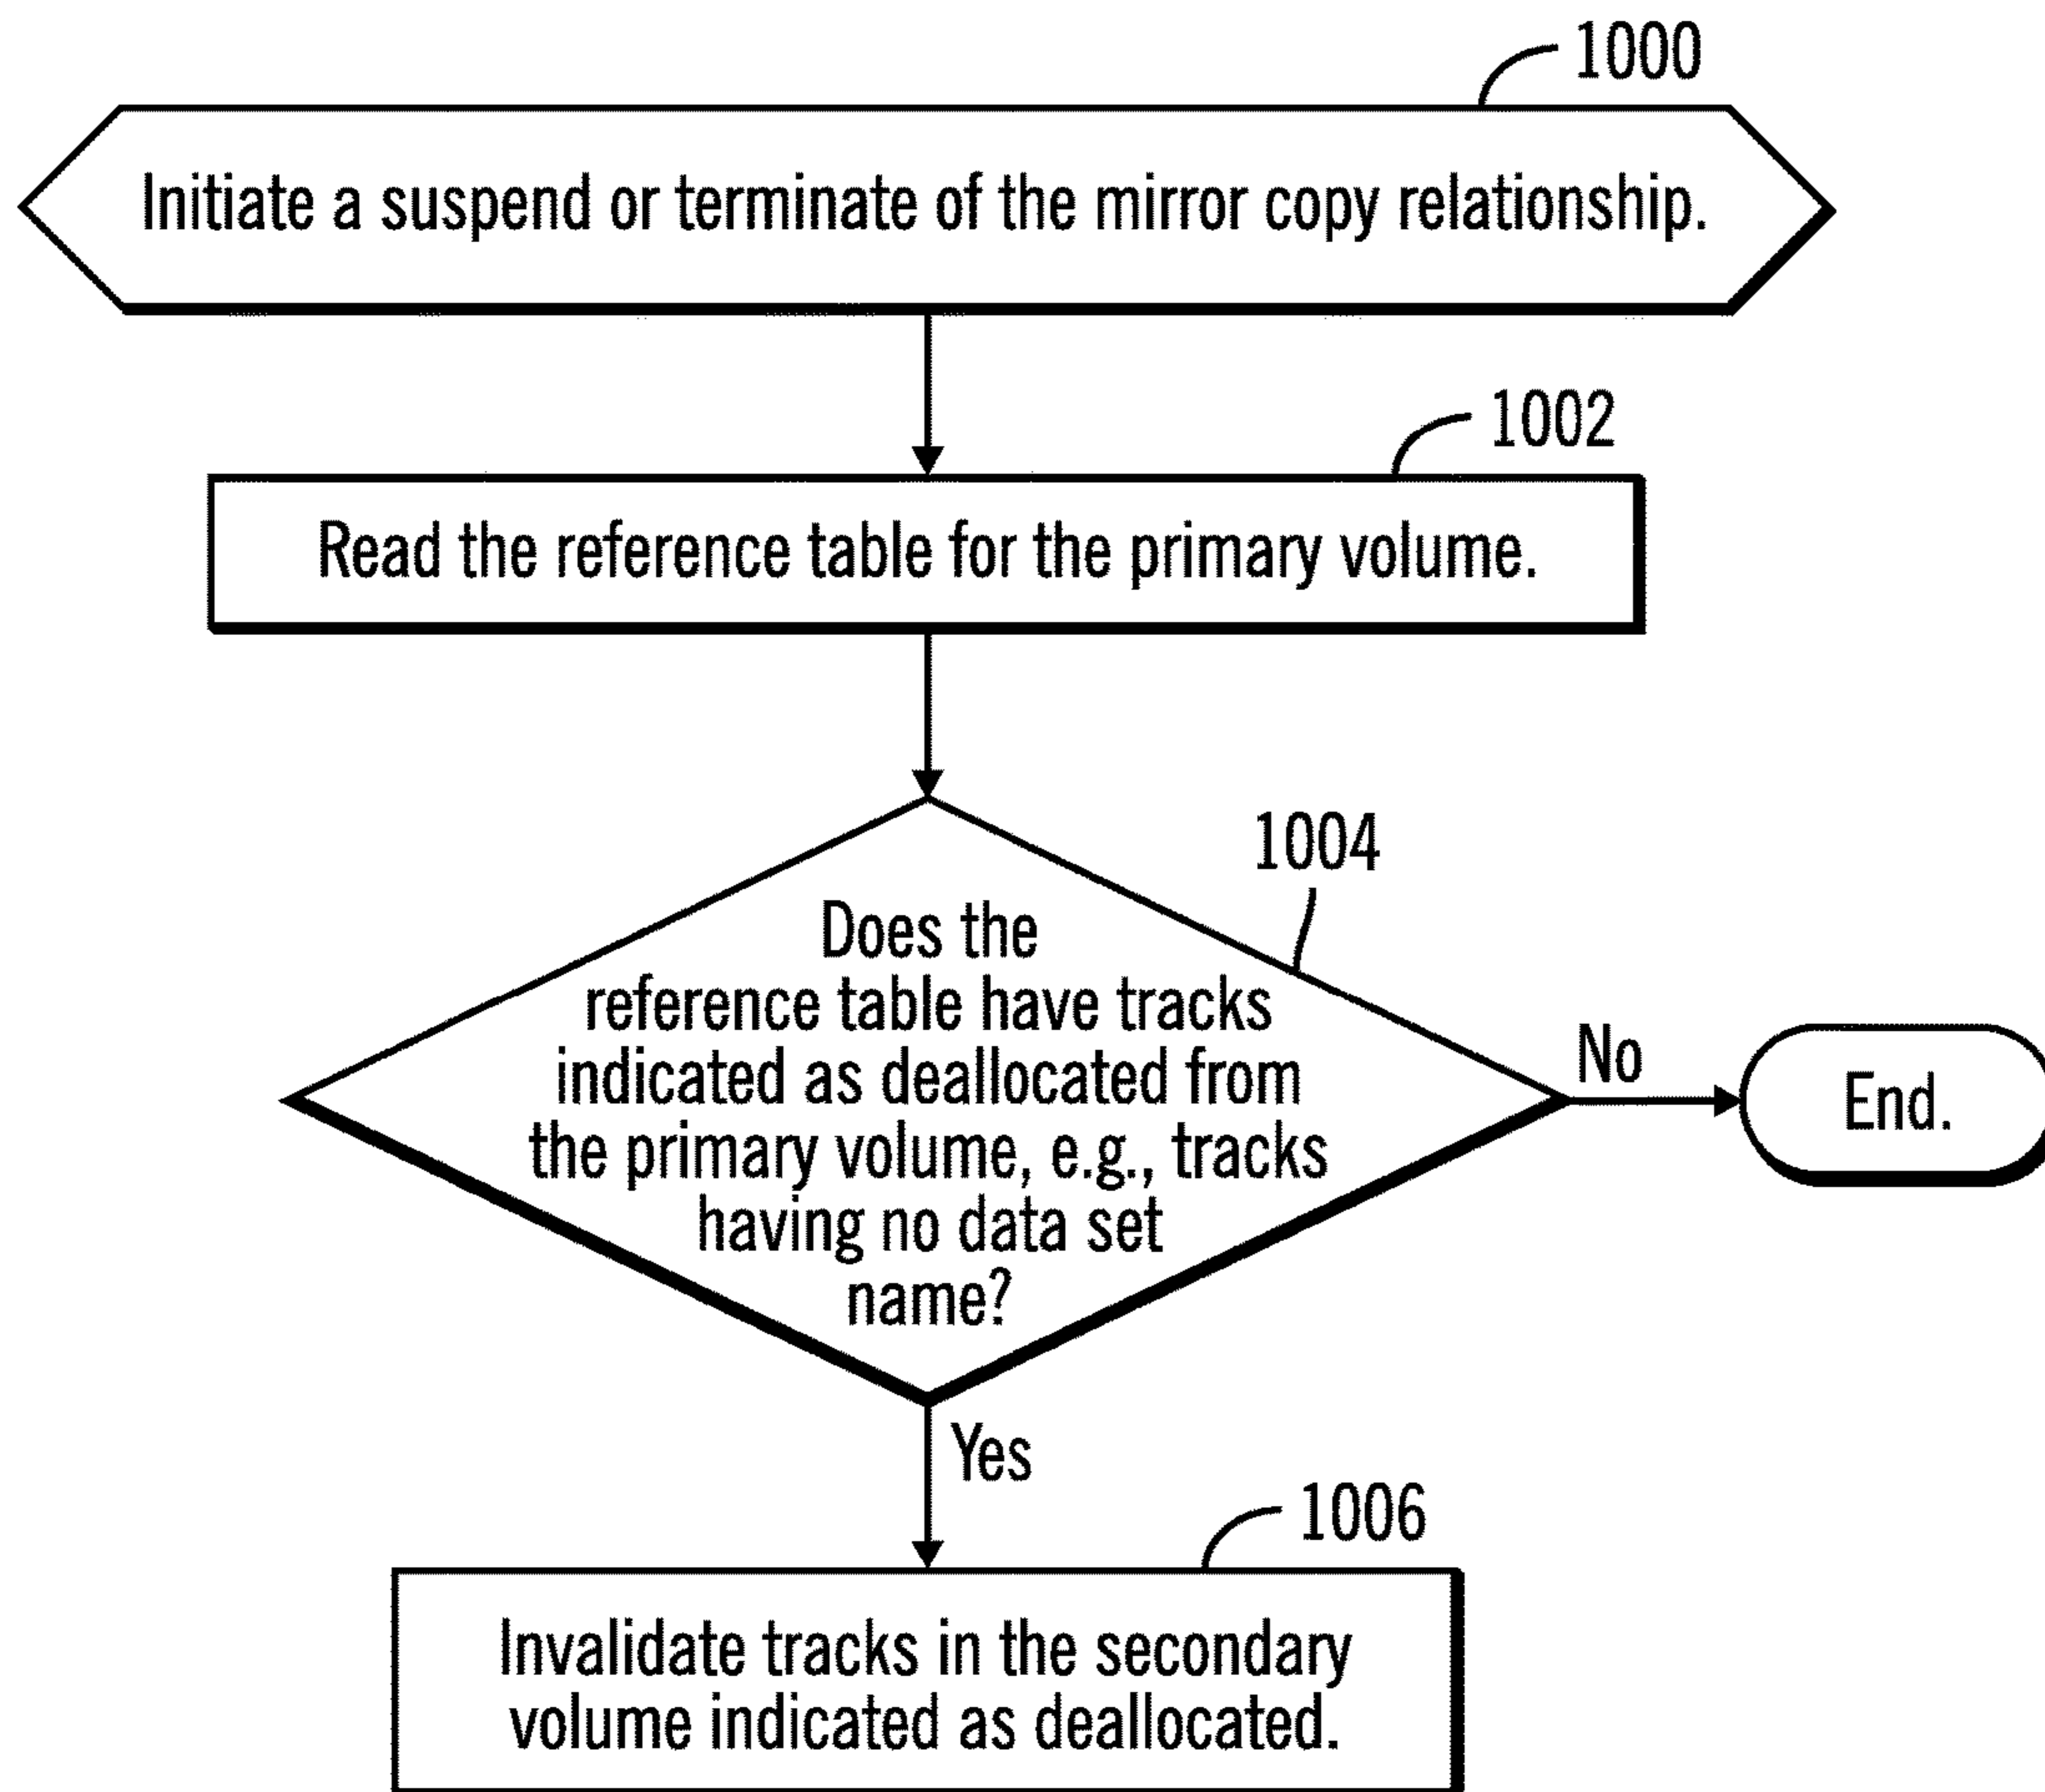 1000
Initiate a suspend or terminate of the mirror copy relationship.
1002
Read the reference table for the primary volume.
1004
Does the
reference table have tracks
indicated as deallocated from
the primary volume, e.g., tracks
having no data set
name?
No
End.
Yes
1006
Invalidate tracks in the secondary
volume indicated as deallocated.